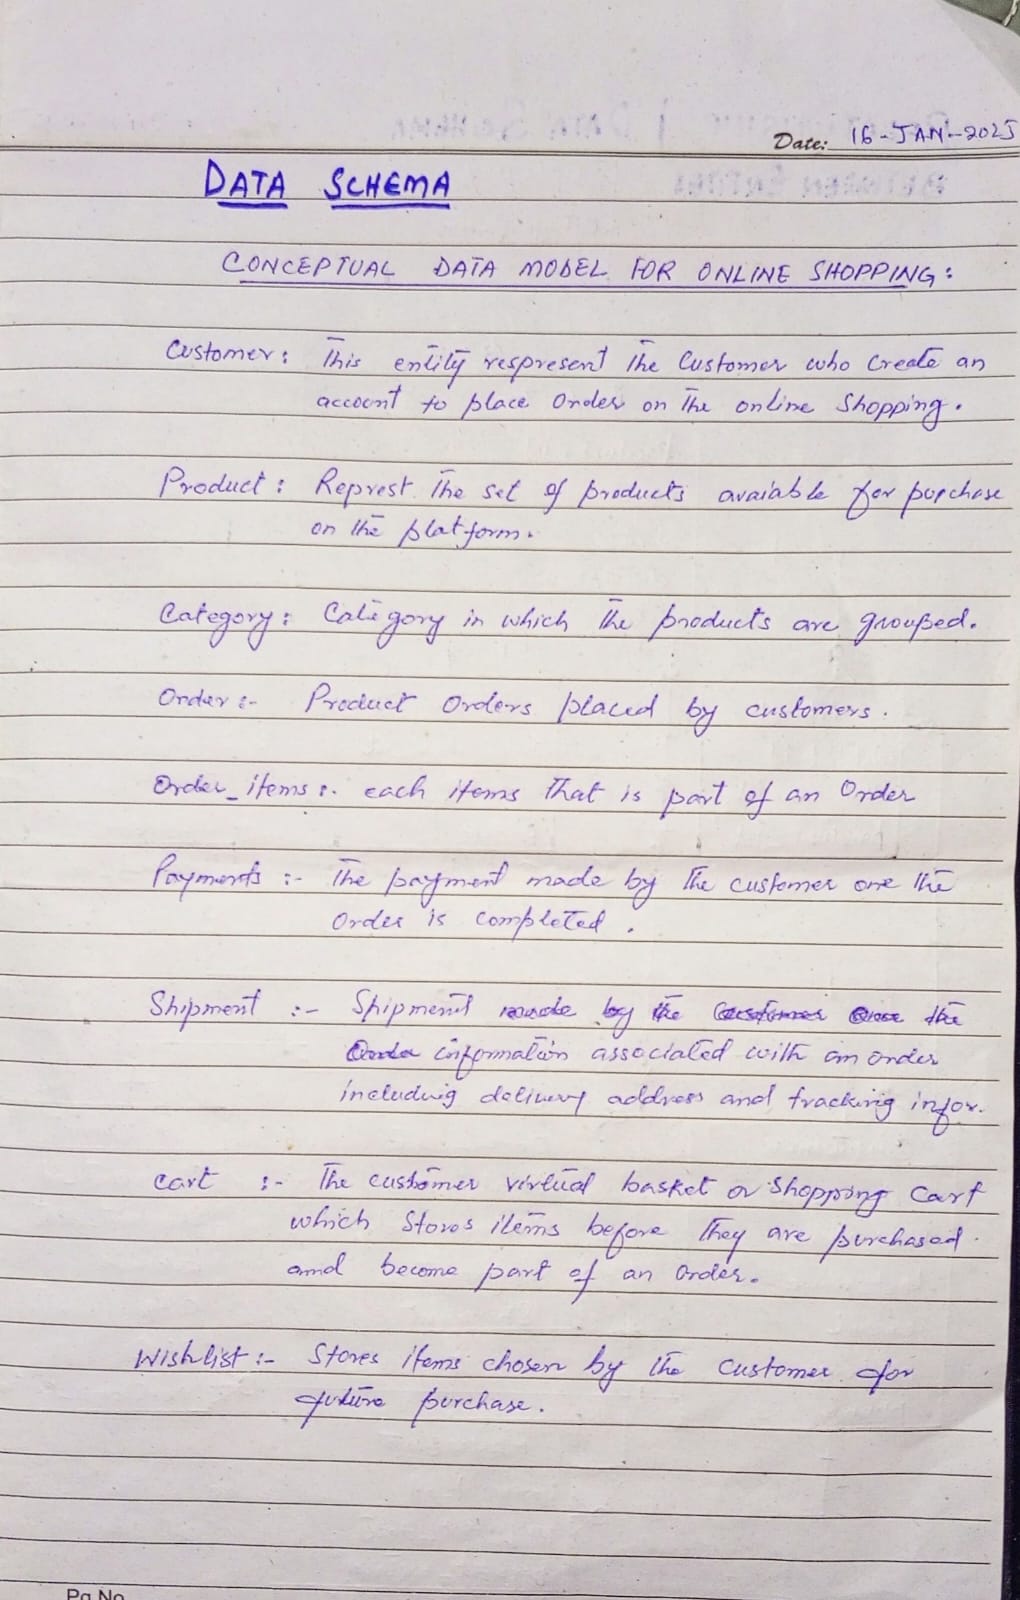 Date: 16-JAN-2025
DATA SCHEMA
CONCEPTUAL DATA MODEL FOR ONLINE SHOPPING:
Customer: This entity respresent the Customer who Create an
account to place Order on the online Shopping.
Product: Represt the set of products avaiable for purchase
on the platform.
Category: Category in which the products are grouped.
Order:- Product Orders placed by customers.
Order_items:- each items that is part of an Order
Payments :- The payment made by the customer one the
Order is completed.
Shipment :- Shipment made by the Customer the
Order information associated with an order
including delivery address and tracking infor.
Cart :- The customer virtual basket or Shopping Cart
which Stores items before they are purchased.
and become part of an Order.
Wishlist:- Stores items chosen by the Customer for
future purchase.
Pg No